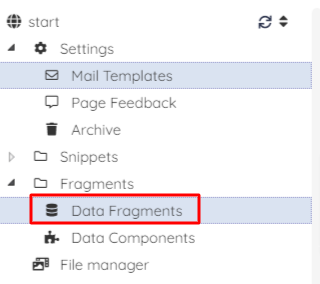 start
Settings
Mail Templates
Page Feedback
Archive
Snippets
Fragments
Data Fragments
Data Components
File manager